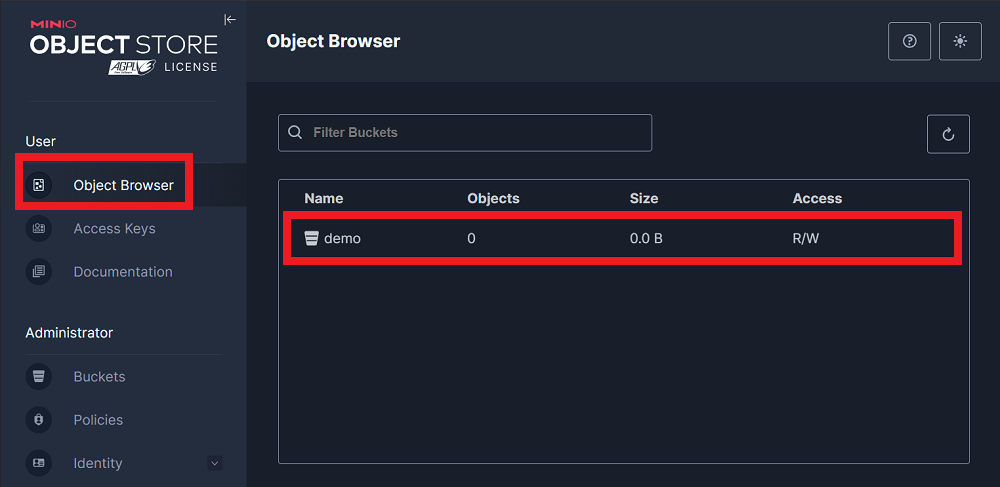 MINIO
OBJECT STORE
AGPLv3 LICENSE
User
Object Browser
Access Keys
Documentation
Administrator
Buckets
Policies
Identity
Object Browser
Filter Buckets
Name Objects Size Access
demo 0 0.0 B R/W